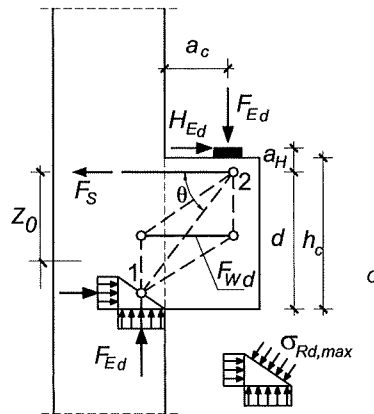 a_c
F_Ed
H_Ed
a_H
F_S
θ
2
z_0
d
h_c
1
F_wd
F_Ed
σ_Rd,max